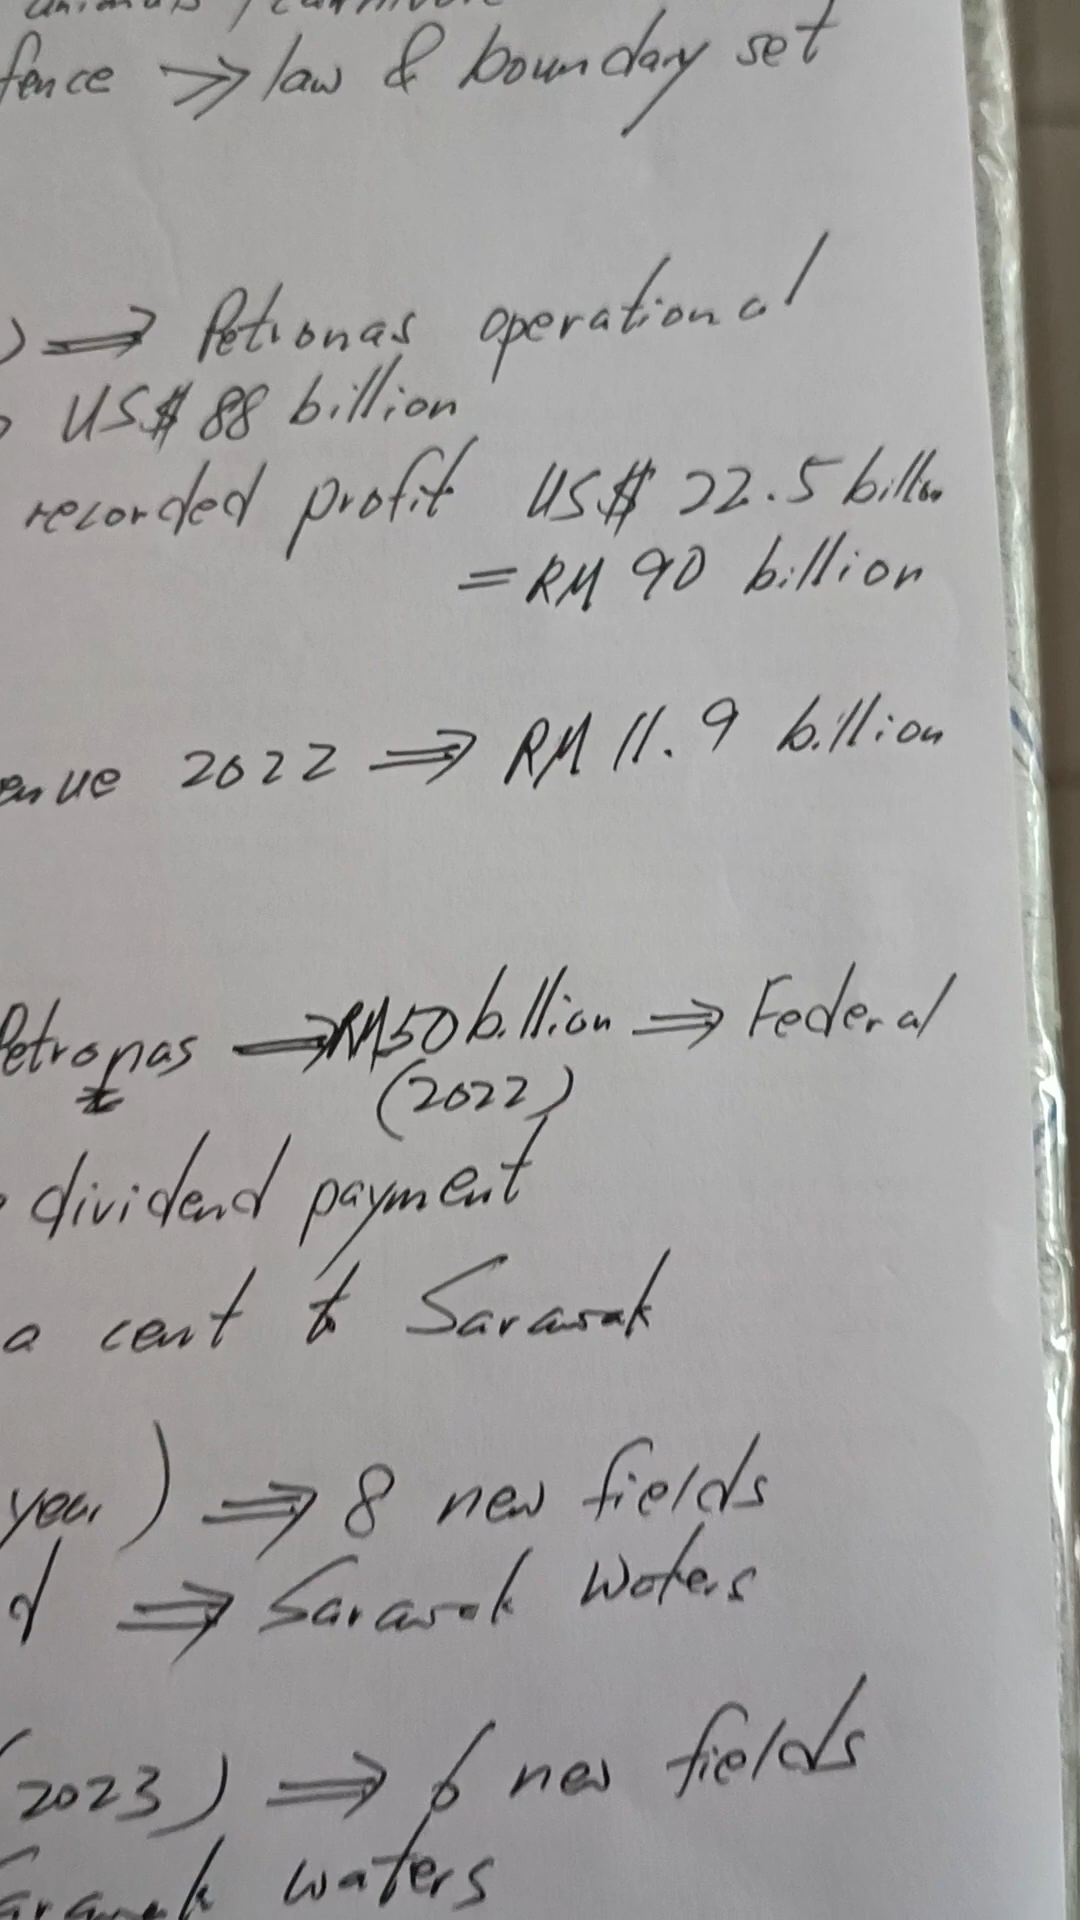 fence >> law & boundary set
) ⇒ Petronas operational
US$ 88 billion
recorded profit US$ 22.5 billion
= RM 90 billion
enue 2022 ⇒ RM 11.9 billion
Petronas → RM50 billion ⇒ Federal
(2022)
dividend payment
a cent to Sarawak
year) ⇒ 8 new fields
d ⇒ Sarawak Waters
(2023) ⇒ 6 new fields
Sarawak waters